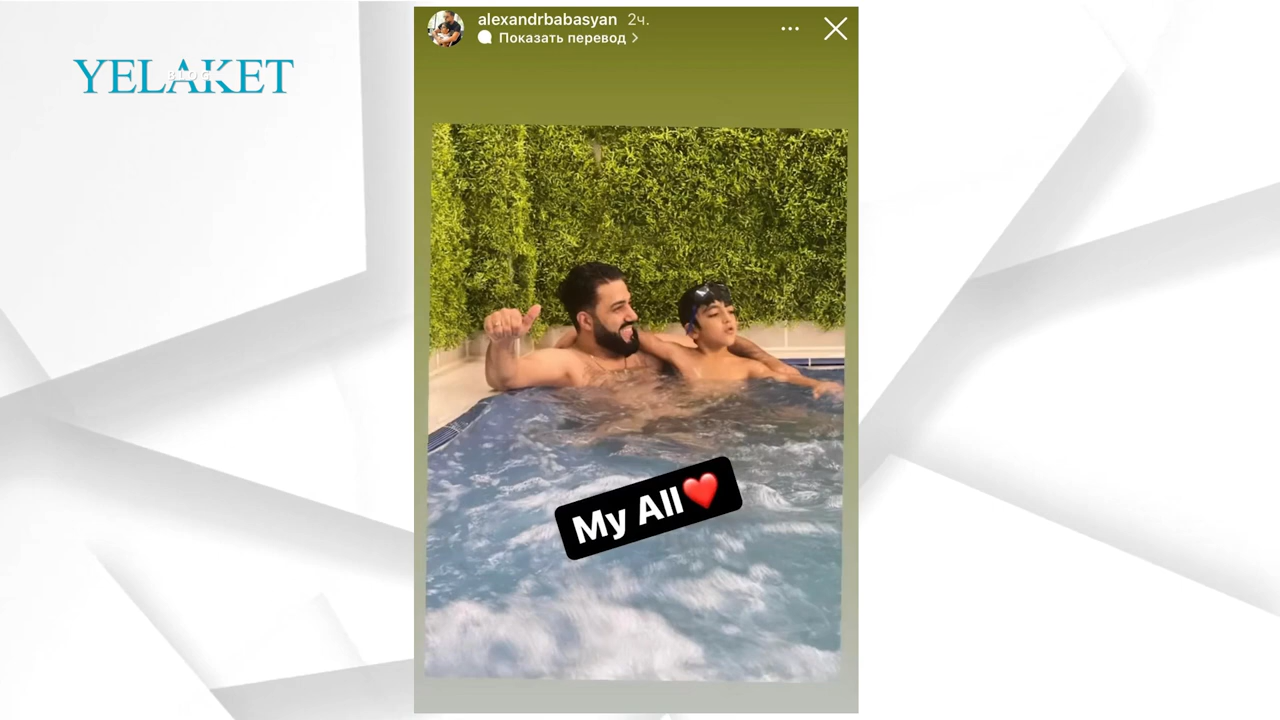 YELAKET
BLOG
alexandrbabasyan 2ч.
Показать перевод
My All❤️